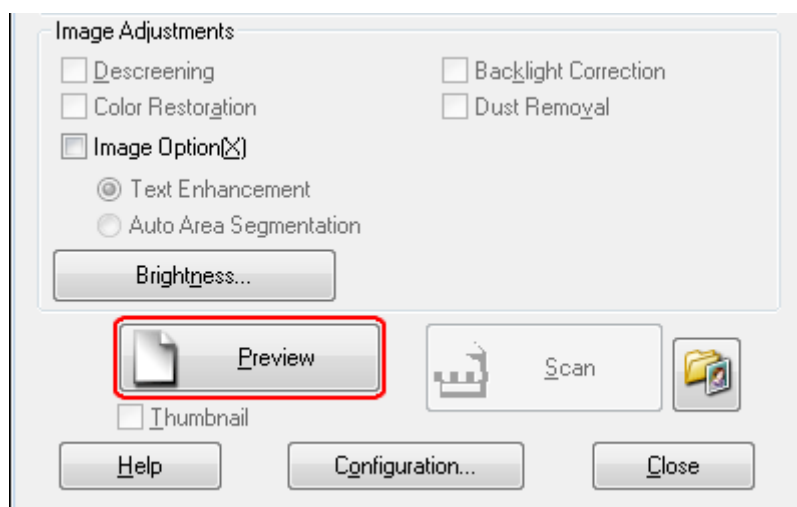 Image Adjustments
Descreening Backlight Correction
Color Restoration Dust Removal
Image Option(X)
Text Enhancement
Auto Area Segmentation
Brightness...
Preview Scan
Thumbnail
Help Configuration... Close